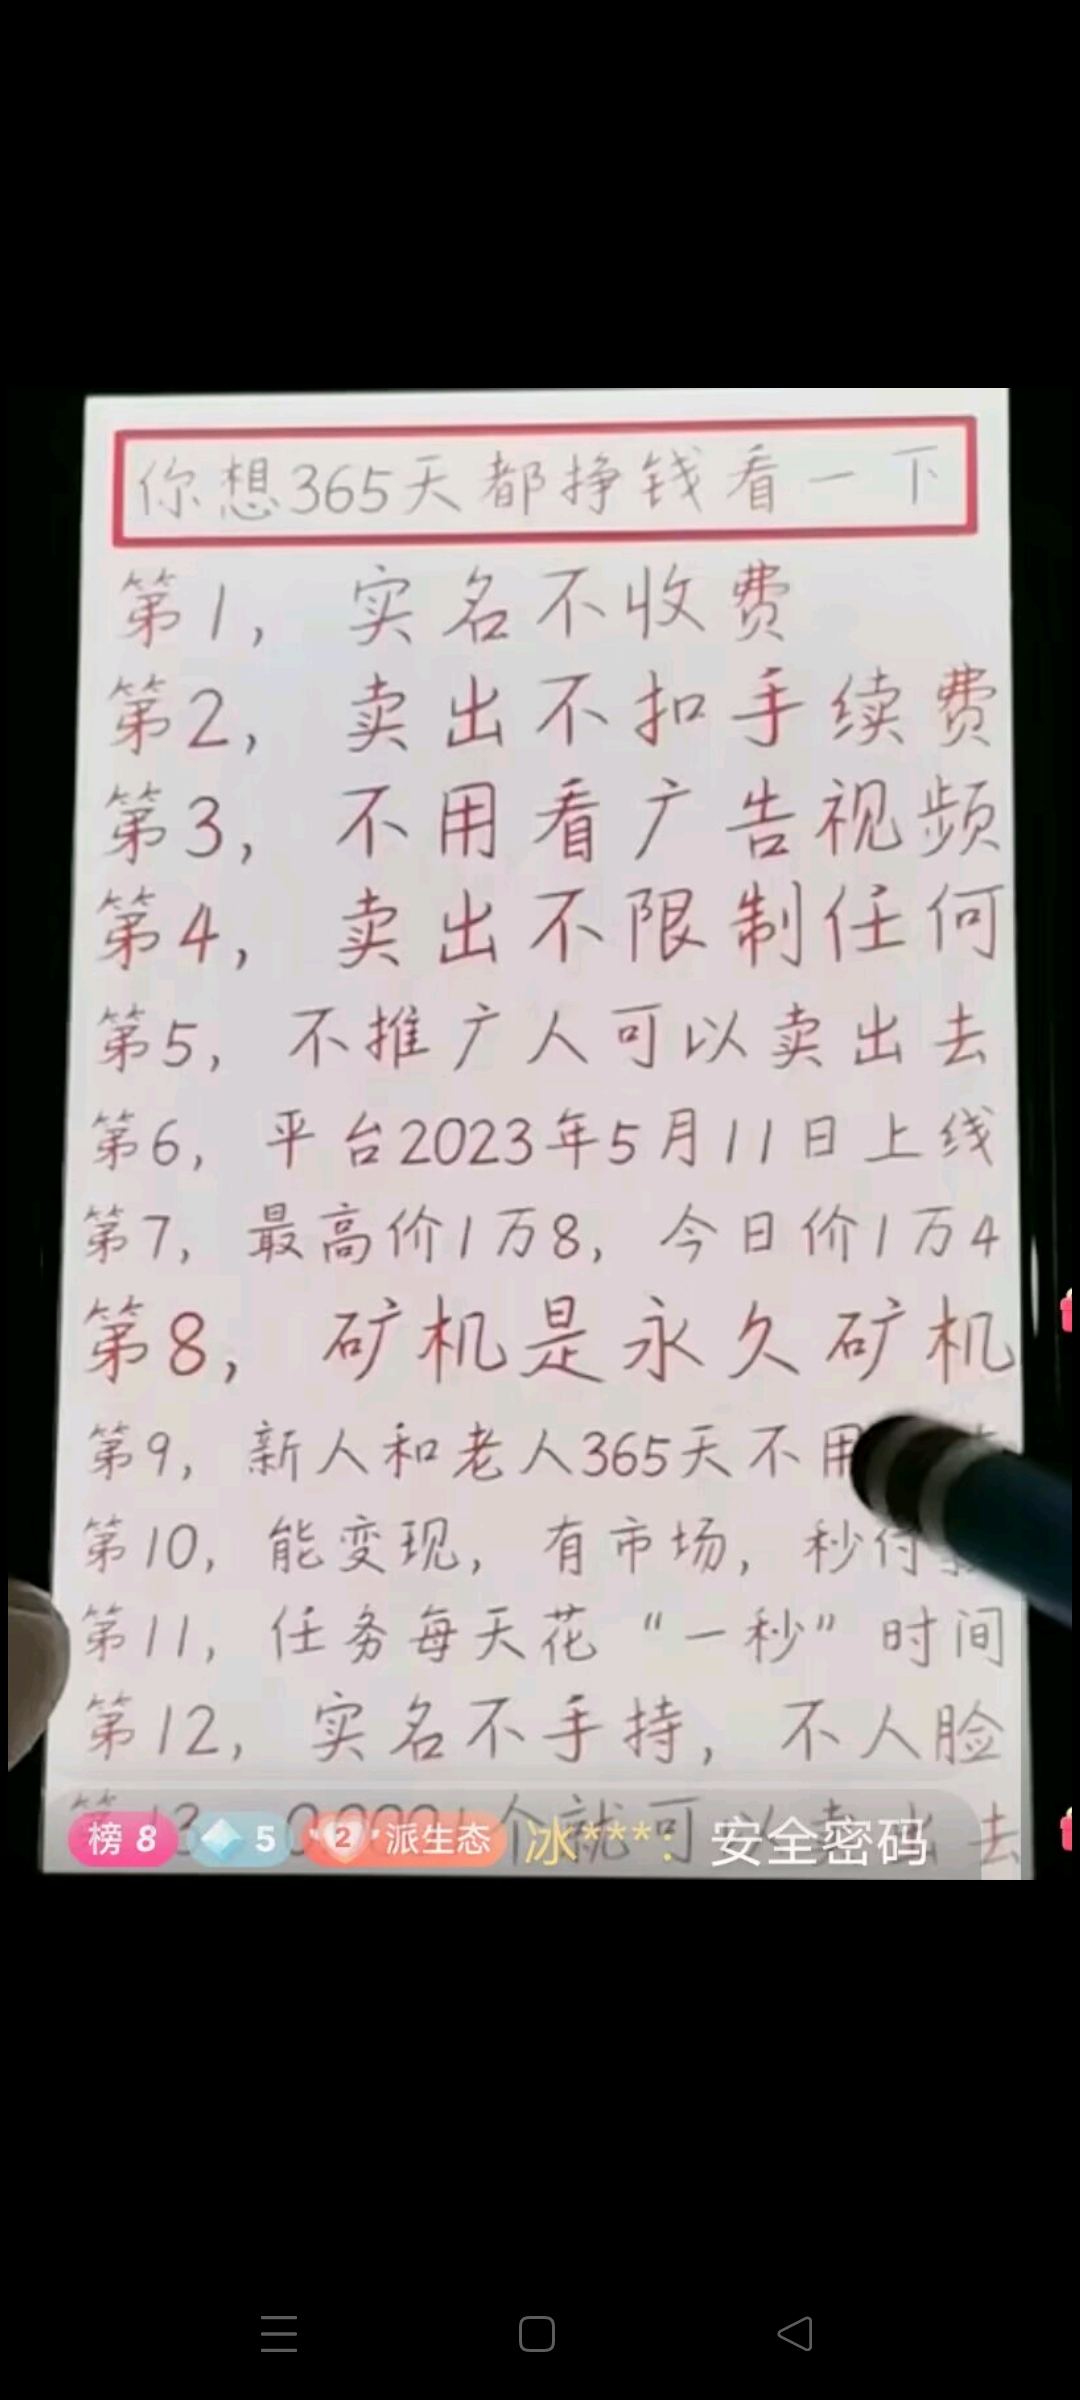 你想365天都挣钱看一下
第1，实名不收费
第2，卖出不扣手续费
第3，不用看广告视频
第4，卖出不限制任何
第5，不推广人可以卖出去
第6，平台2023年5月11日上线
第7，最高价1万8，今日价1万4
第8，矿机是永久矿机
第9，新人和老人365天不用
第10，能变现，有市场，秒付
第11，任务每天花“一秒”时间
第12，实名不手持，不人脸
第13，个就可以卖出去
榜8 5 2 派生态 冰***：安全密码